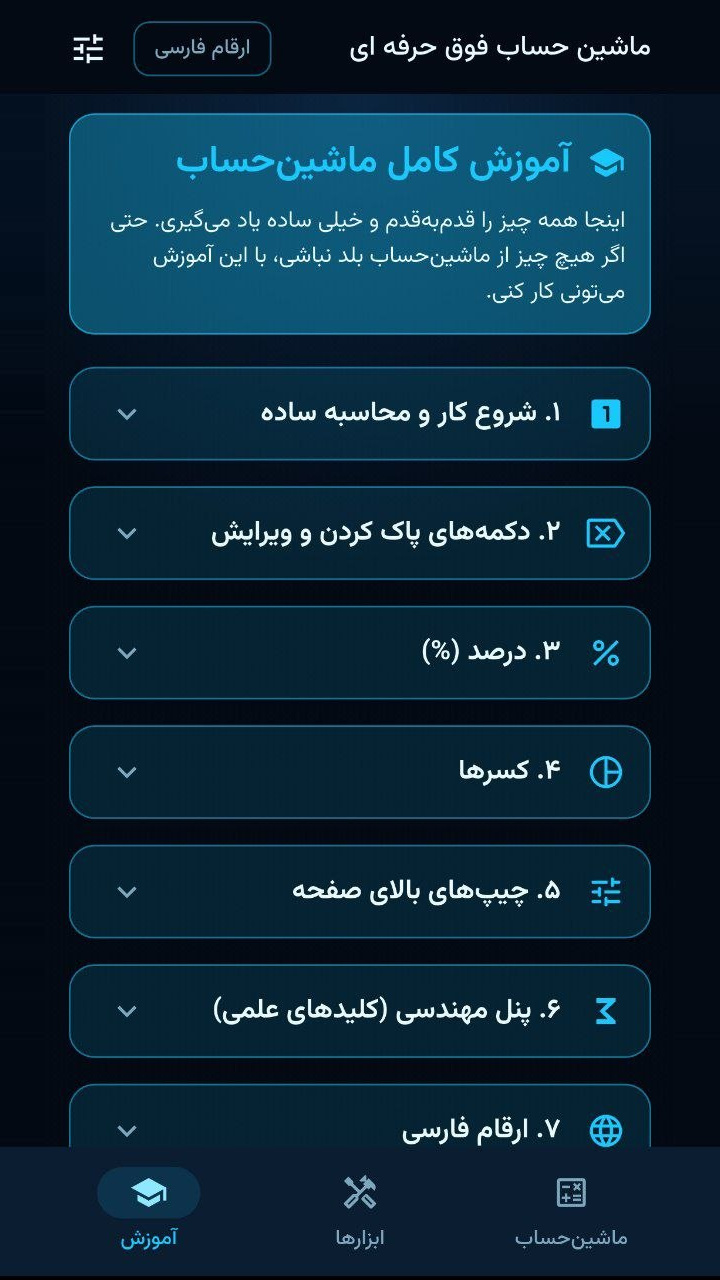 ماشین حساب فوق حرفه ای
ارقام فارسی
آموزش کامل ماشین‌حساب
اینجا همه چیز را قدم‌به‌قدم و خیلی ساده یاد می‌گیری. حتی
اگر هیچ چیز از ماشین‌حساب بلد نباشی، با این آموزش
می‌تونی کار کنی.
۱. شروع کار و محاسبه ساده
۲. دکمه‌های پاک کردن و ویرایش
۳. درصد (%)
۴. کسرها
۵. چیپ‌های بالای صفحه
۶. پنل مهندسی (کلیدهای علمی)
۷. ارقام فارسی
ماشین‌حساب
ابزارها
آموزش